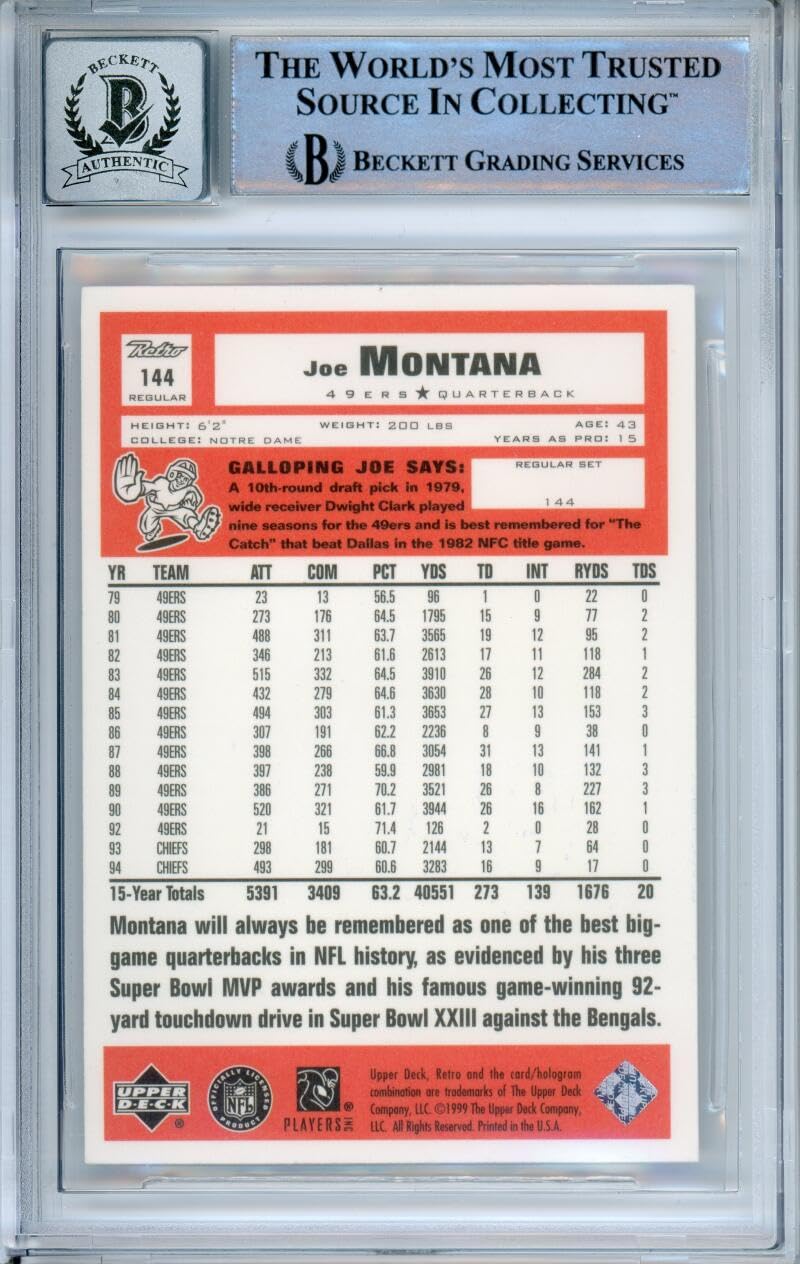 BECKETT
B
AUTHENTIC
THE WORLD'S MOST TRUSTED
SOURCE IN COLLECTING™
B BECKETT GRADING SERVICES
Retro
144
REGULAR
Joe MONTANA
49ERS★QUARTERBACK
HEIGHT: 6'2" WEIGHT: 200 LBS AGE: 43
COLLEGE: NOTRE DAME YEARS AS PRO: 15
GALLOPING JOE SAYS:
A 10th-round draft pick in 1979,
wide receiver Dwight Clark played
nine seasons for the 49ers and is best remembered for "The
Catch" that beat Dallas in the 1982 NFC title game.
REGULAR SET
144
YR TEAM ATT COM PCT YDS TD INT RYDS TDS
79 49ERS 23 13 56.5 96 1 0 22 0
80 49ERS 273 176 64.5 1795 15 9 77 2
81 49ERS 488 311 63.7 3565 19 12 95 2
82 49ERS 346 213 61.6 2613 17 11 118 1
83 49ERS 515 332 64.5 3910 26 12 284 2
84 49ERS 432 279 64.6 3630 28 10 118 2
85 49ERS 494 303 61.3 3653 27 13 153 3
86 49ERS 307 191 62.2 2236 8 9 38 0
87 49ERS 398 266 66.8 3054 31 13 141 1
88 49ERS 397 238 59.9 2981 18 10 132 3
89 49ERS 386 271 70.2 3521 26 8 227 3
90 49ERS 520 321 61.7 3944 26 16 162 1
92 49ERS 21 15 71.4 126 2 0 28 0
93 CHIEFS 298 181 60.7 2144 13 7 64 0
94 CHIEFS 493 299 60.6 3283 16 9 17 0
15-Year Totals 5391 3409 63.2 40551 273 139 1676 20
Montana will always be remembered as one of the best big-
game quarterbacks in NFL history, as evidenced by his three
Super Bowl MVP awards and his famous game-winning 92-
yard touchdown drive in Super Bowl XXIII against the Bengals.
UPPER
DECK
®
OFFICIALLY LICENSED
NFL
PRODUCT
PLAYERS INC ®
Upper Deck, Retro and the card/hologram
combination are trademarks of The Upper Deck
Company, LLC. ©1999 The Upper Deck Company,
LLC. All Rights Reserved. Printed in the U.S.A.